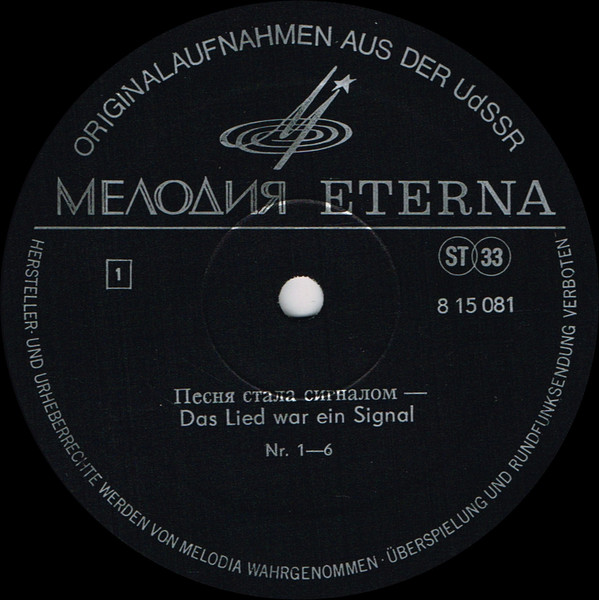 ORIGINALAUFNAHMEN AUS DER UdSSR
МЕЛОДИЯ ETERNA
1
ST 33
8 15 081
Песня стала сигналом —
Das Lied war ein Signal
Nr. 1—6
HERSTELLER- UND URHEBERRECHTE WERDEN VON MELODIA WAHRGENOMMEN · ÜBERSPIELUNG UND RUNDFUNKSENDUNG VERBOTEN